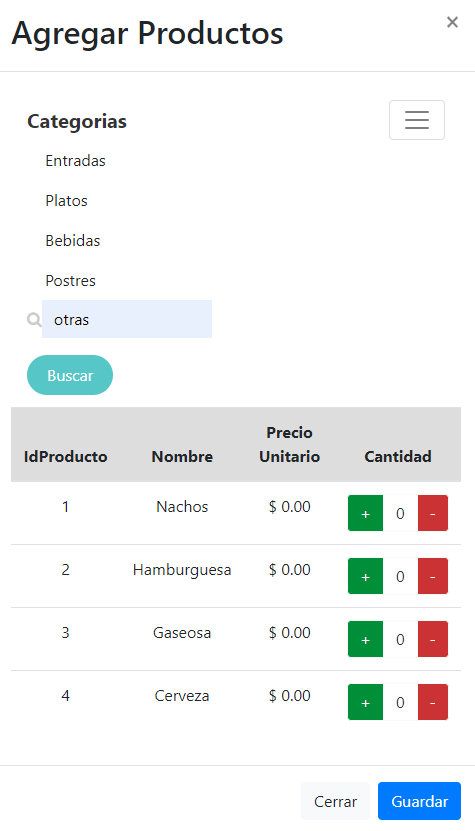 Agregar Productos ×
Categorias
Entradas
Platos
Bebidas
Postres
otras
Buscar
IdProducto Nombre Precio Unitario Cantidad
1 Nachos $ 0.00 + 0 -
2 Hamburguesa $ 0.00 + 0 -
3 Gaseosa $ 0.00 + 0 -
4 Cerveza $ 0.00 + 0 -
Cerrar Guardar